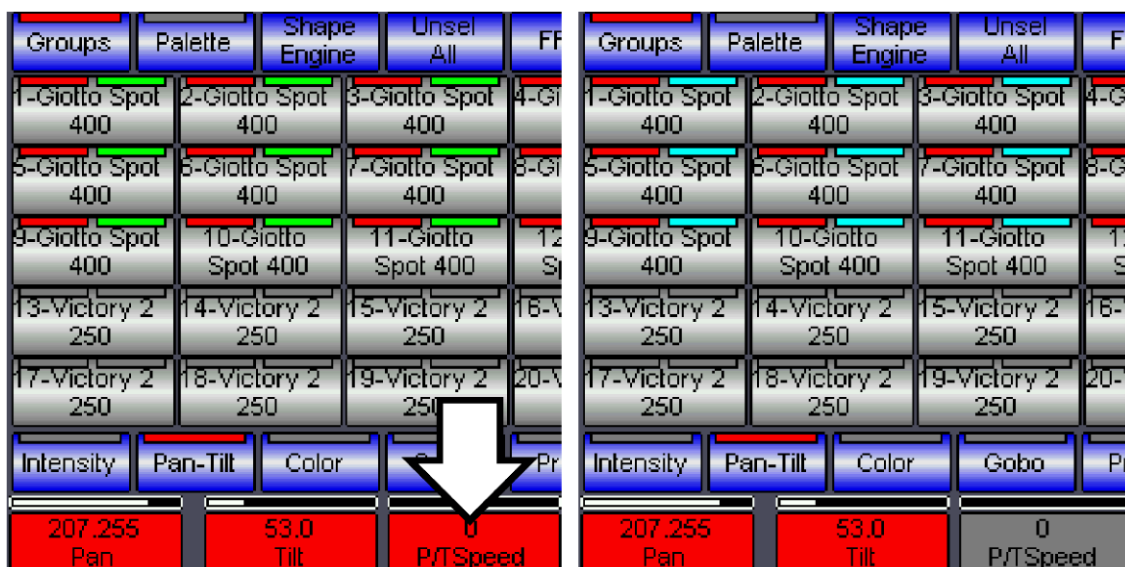 Groups Palette Shape Engine Unsel All
1-Giotto Spot 400 2-Giotto Spot 400 3-Giotto Spot 400
5-Giotto Spot 400 6-Giotto Spot 400 7-Giotto Spot 400
9-Giotto Spot 400 10-Giotto Spot 400 11-Giotto Spot 400
13-Victory 2 250 14-Victory 2 250 15-Victory 2 250
17-Victory 2 250 18-Victory 2 250 19-Victory 2 250
Intensity Pan-Tilt Color
207.255 Pan 53.0 Tilt 0 P/TSpeed
Groups Palette Shape Engine Unsel All
1-Giotto Spot 400 2-Giotto Spot 400 3-Giotto Spot 400
5-Giotto Spot 400 6-Giotto Spot 400 7-Giotto Spot 400
9-Giotto Spot 400 10-Giotto Spot 400 11-Giotto Spot 400
13-Victory 2 250 14-Victory 2 250 15-Victory 2 250
17-Victory 2 250 18-Victory 2 250 19-Victory 2 250
Intensity Pan-Tilt Color Gobo
207.255 Pan 53.0 Tilt 0 P/TSpeed